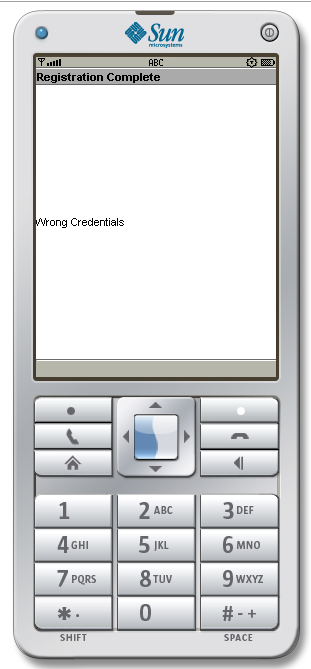 Sun
microsystems
ABC
Registration Complete
Wrong Credentials
1
2 ABC
3 DEF
4 GHI
5 JKL
6 MNO
7 PQRS
8 TUV
9 WXYZ
* .
0
# - +
SHIFT
SPACE